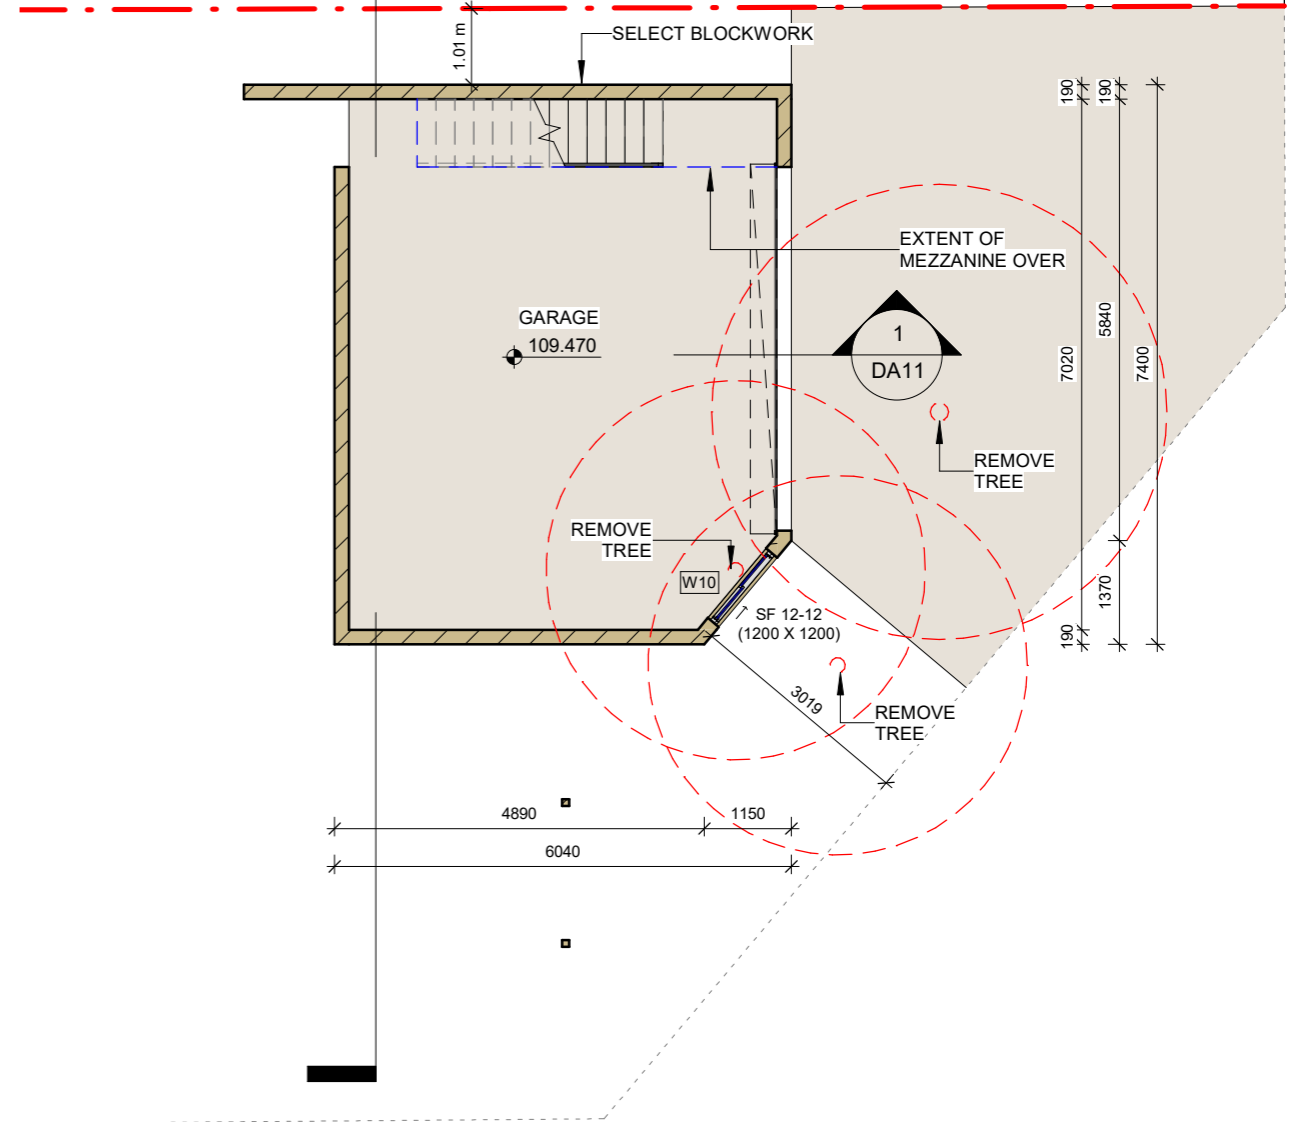 1.01 m
SELECT BLOCKWORK
190
190
EXTENT OF
MEZZANINE OVER
GARAGE
109.470
1
DA11
5840
7020
7400
REMOVE
TREE
REMOVE
TREE
W10
SF 12-12
(1200 X 1200)
1370
190
3019
REMOVE
TREE
4890
1150
6040